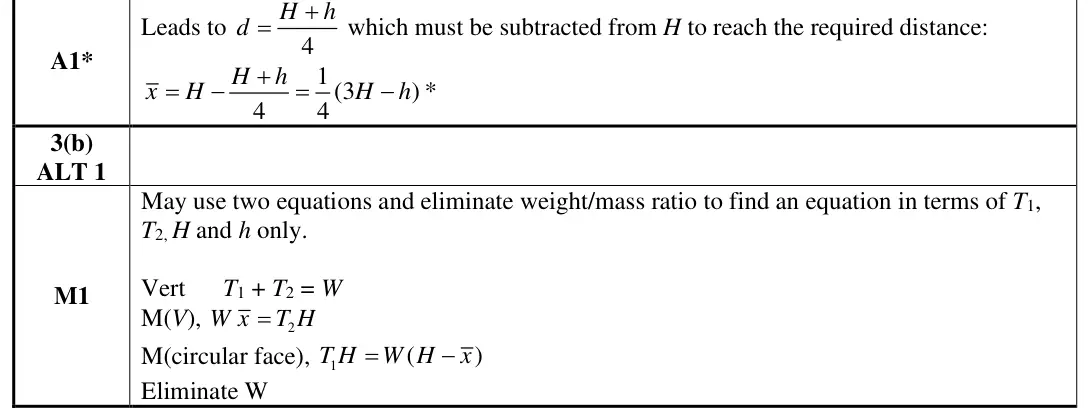 A1*
Leads to d = (H + h)/4 which must be subtracted from H to reach the required distance:
x̄ = H − (H + h)/4 = 1/4 (3H − h) *
3(b)
ALT 1
M1
May use two equations and eliminate weight/mass ratio to find an equation in terms of T₁,
T₂, H and h only.
Vert T₁ + T₂ = W
M(V), W x̄ = T₂H
M(circular face), T₁H = W(H − x̄)
Eliminate W